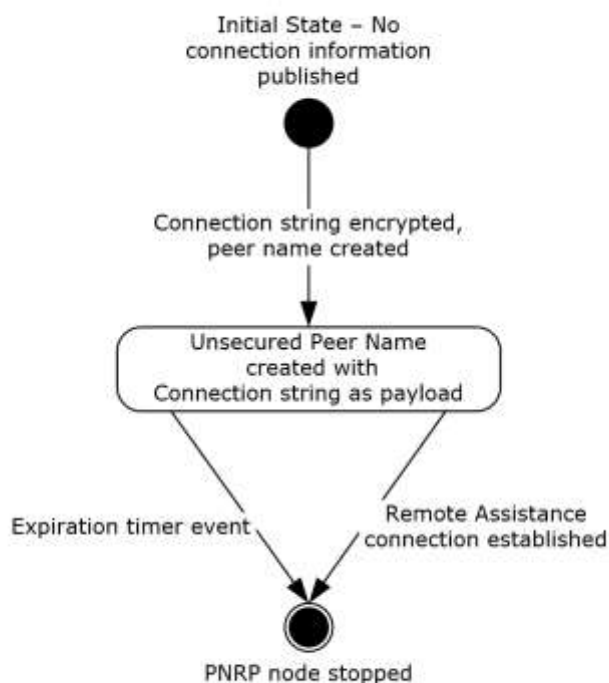 Initial State – No
connection information
published
Connection string encrypted,
peer name created
Unsecured Peer Name
created with
Connection string as payload
Expiration timer event
Remote Assistance
connection established
PNRP node stopped